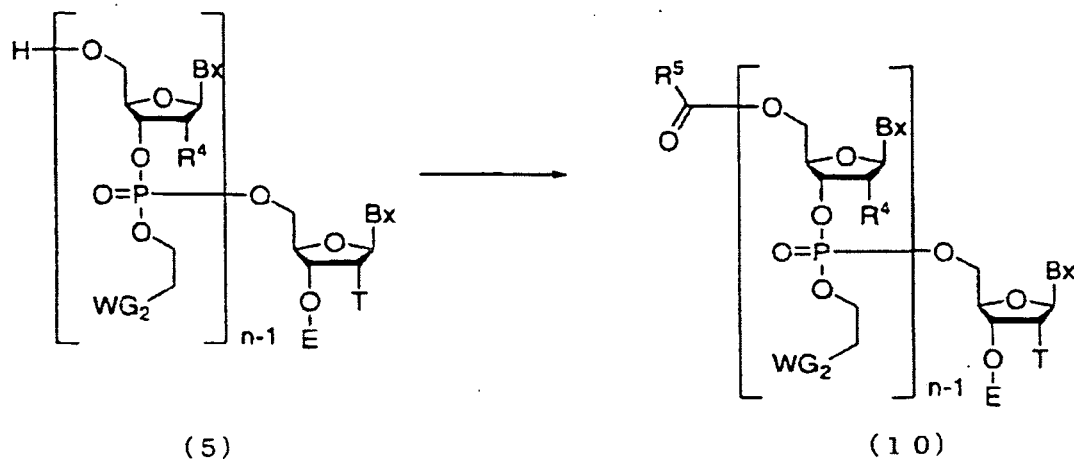 H O
Bx
O
R⁴
O
O=P O
O
WG₂
n-1
Bx
O
O T
E
(5)
R⁵
O
O
Bx
O
R⁴
O
O=P O
O
WG₂
n-1
Bx
O
O T
E
(10)